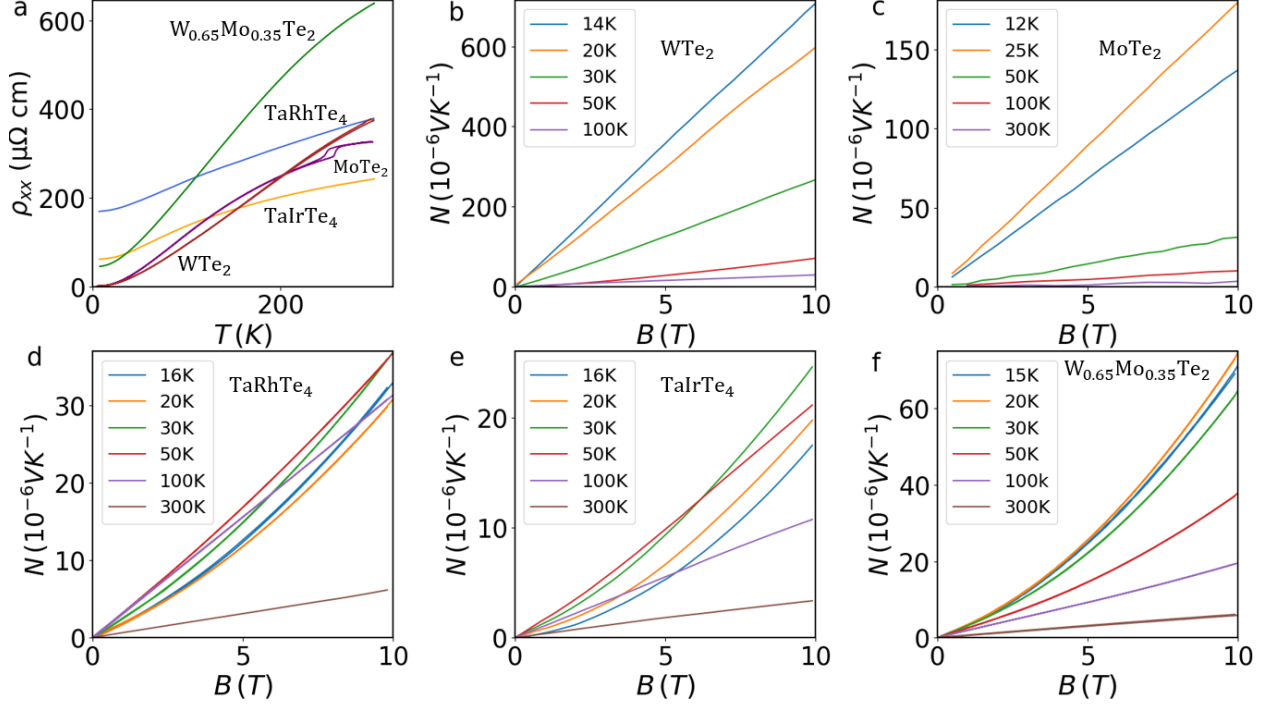 a
600
400
200
0
ρxx (μΩ cm)
W0.65Mo0.35Te2
TaRhTe4
MoTe2
TaIrTe4
WTe2
0
200
T (K)
b
600
400
200
0
N (10−6VK−1)
14K
20K
30K
50K
100K
WTe2
0
5
10
B (T)
c
150
100
50
0
N (10−6VK−1)
12K
25K
50K
100K
300K
MoTe2
0
5
10
B (T)
d
30
20
10
0
N (10−6VK−1)
16K
20K
30K
50K
100K
300K
TaRhTe4
0
5
10
B (T)
e
20
10
0
N (10−6VK−1)
16K
20K
30K
50K
100K
300K
TaIrTe4
0
5
10
B (T)
f
60
40
20
0
N (10−6VK−1)
15K
20K
30K
50K
100k
300K
W0.65Mo0.35Te2
0
5
10
B (T)